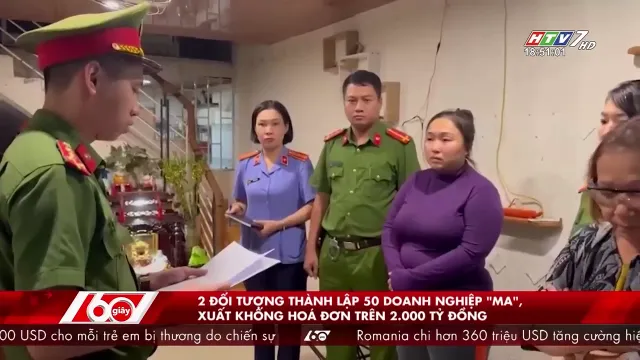 HTV7 HD
18:51:01
60 giây
2 ĐỐI TƯỢNG THÀNH LẬP 50 DOANH NGHIỆP "MA",
XUẤT KHỐNG HOÁ ĐƠN TRÊN 2.000 TỶ ĐỒNG
00 USD cho mỗi trẻ em bị thương do chiến sự
Romania chi hơn 360 triệu USD tăng cường hiệ